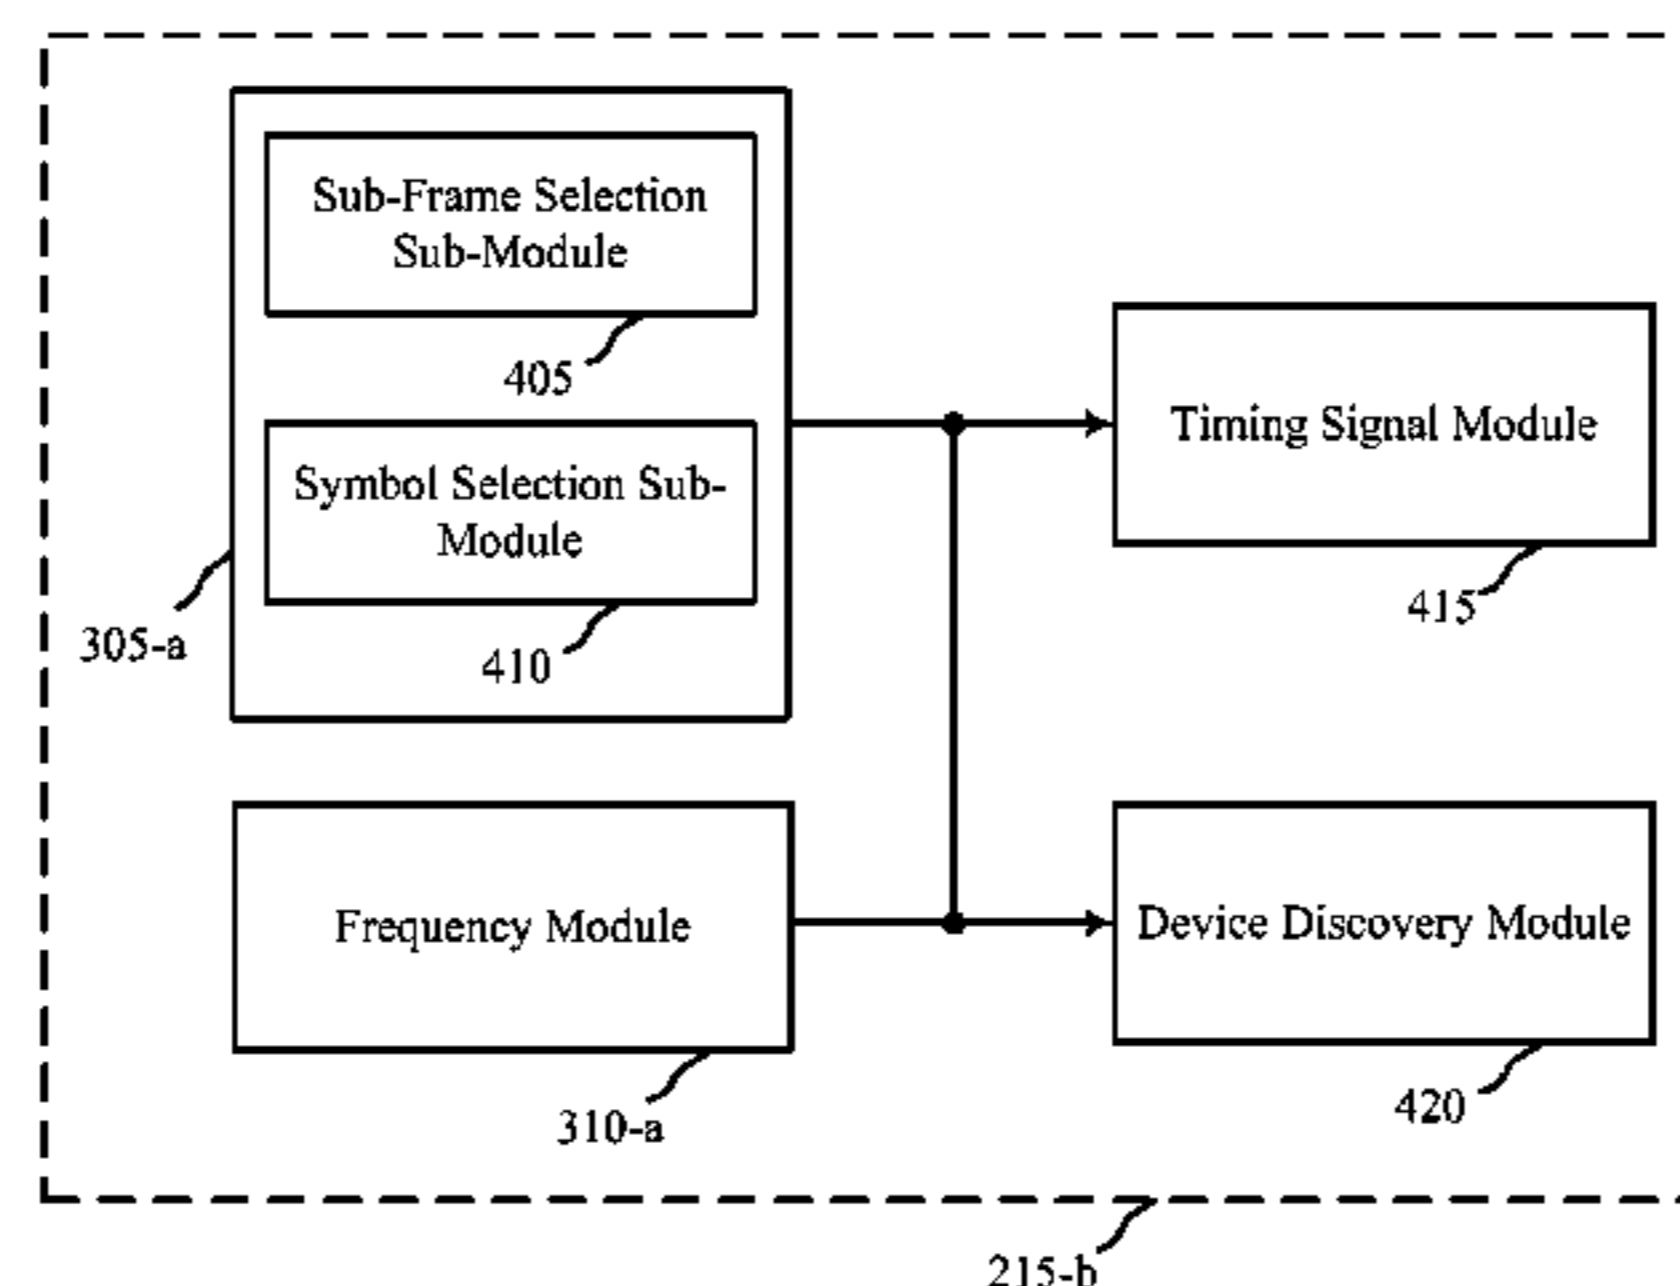 Sub-Frame Selection
Sub-Module
405
Symbol Selection Sub-
Module
410
305-a
Timing Signal Module
415
Frequency Module
310-a
Device Discovery Module
420
215-b